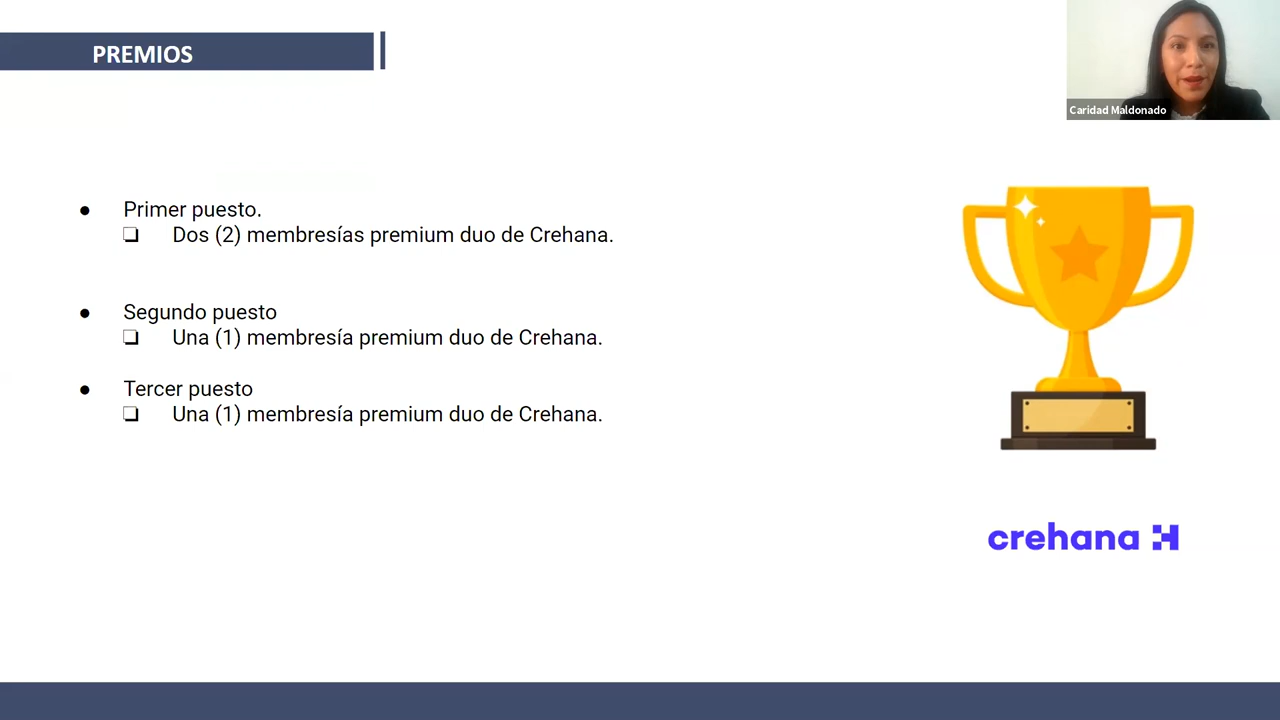 PREMIOS
Caridad Maldonado
● Primer puesto.
❏ Dos (2) membresías premium duo de Crehana.
● Segundo puesto
❏ Una (1) membresía premium duo de Crehana.
● Tercer puesto
❏ Una (1) membresía premium duo de Crehana.
crehana